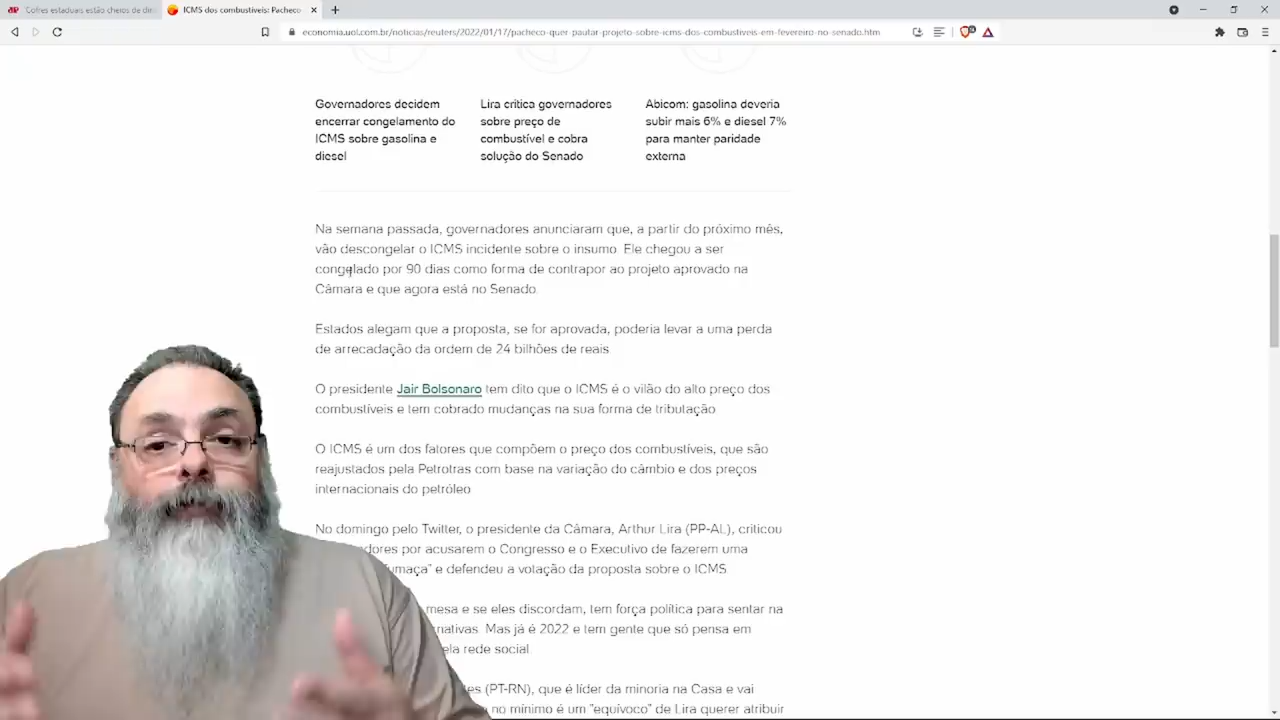 Cofres estaduais estão cheios de din
ICMS dos combustíveis: Pacheco
economia.uol.com.br/noticias/reuters/2022/01/17/pacheco-quer-pautar-projeto-sobre-icms-dos-combustiveis-em-fevereiro-no-senado.htm
Governadores decidem
encerrar congelamento do
ICMS sobre gasolina e
diesel
Lira critica governadores
sobre preço de
combustível e cobra
solução do Senado
Abicom: gasolina deveria
subir mais 6% e diesel 7%
para manter paridade
externa
Na semana passada, governadores anunciaram que, a partir do próximo mês,
vão descongelar o ICMS incidente sobre o insumo. Ele chegou a ser
congelado por 90 dias como forma de contrapor ao projeto aprovado na
Câmara e que agora está no Senado.
Estados alegam que a proposta, se for aprovada, poderia levar a uma perda
de arrecadação da ordem de 24 bilhões de reais.
O presidente Jair Bolsonaro tem dito que o ICMS é o vilão do alto preço dos
combustíveis e tem cobrado mudanças na sua forma de tributação
O ICMS é um dos fatores que compõem o preço dos combustíveis, que são
reajustados pela Petrotras com base na variação do câmbio e dos preços
internacionais do petróleo
No domingo pelo Twitter, o presidente da Câmara, Arthur Lira (PP-AL), criticou
adores por acusarem o Congresso e o Executivo de fazerem uma
umaça" e defendeu a votação da proposta sobre o ICMS.
mesa e se eles discordam, tem força política para sentar na
rnativas. Mas já é 2022 e tem gente que só pensa em
ela rede social.
tes (PT-RN), que é líder da minoria na Casa e vai
no mínimo é um "equívoco" de Lira querer atribuir